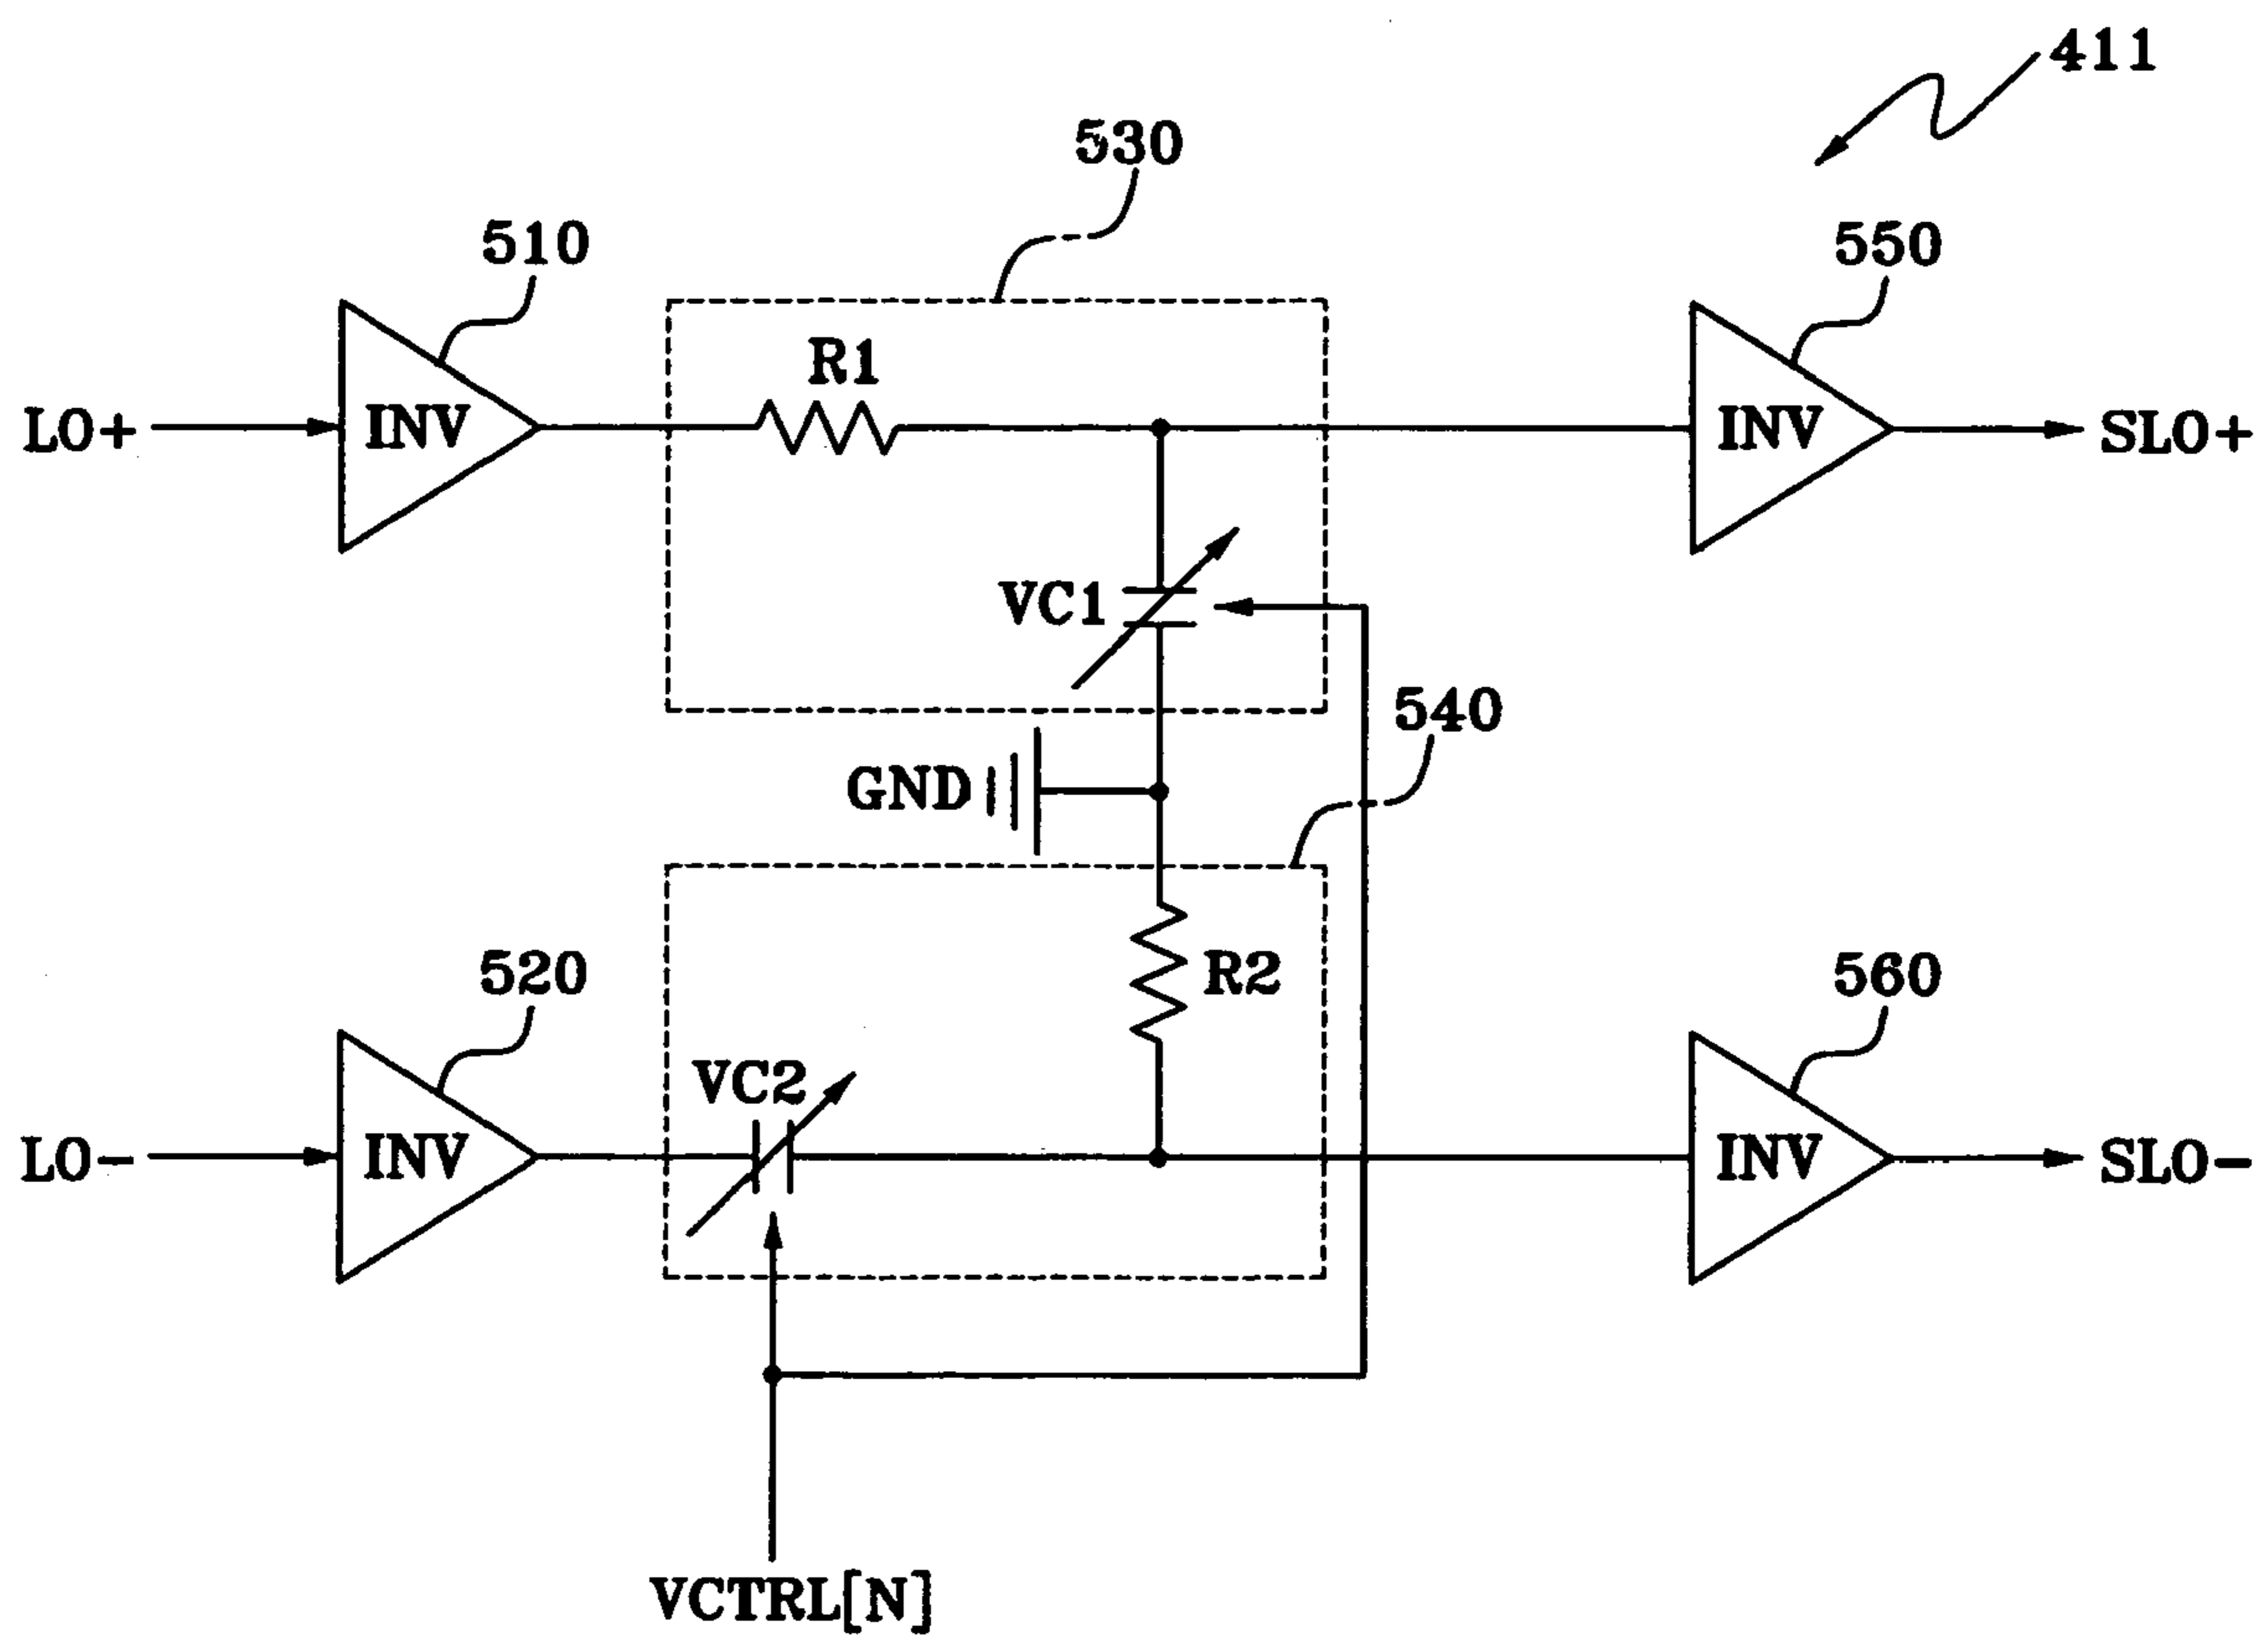 411
530
510
550
R1
LO+
INV
INV
SLO+
VC1
540
GND
520
R2
560
VC2
LO-
INV
INV
SLO-
VCTRL[N]